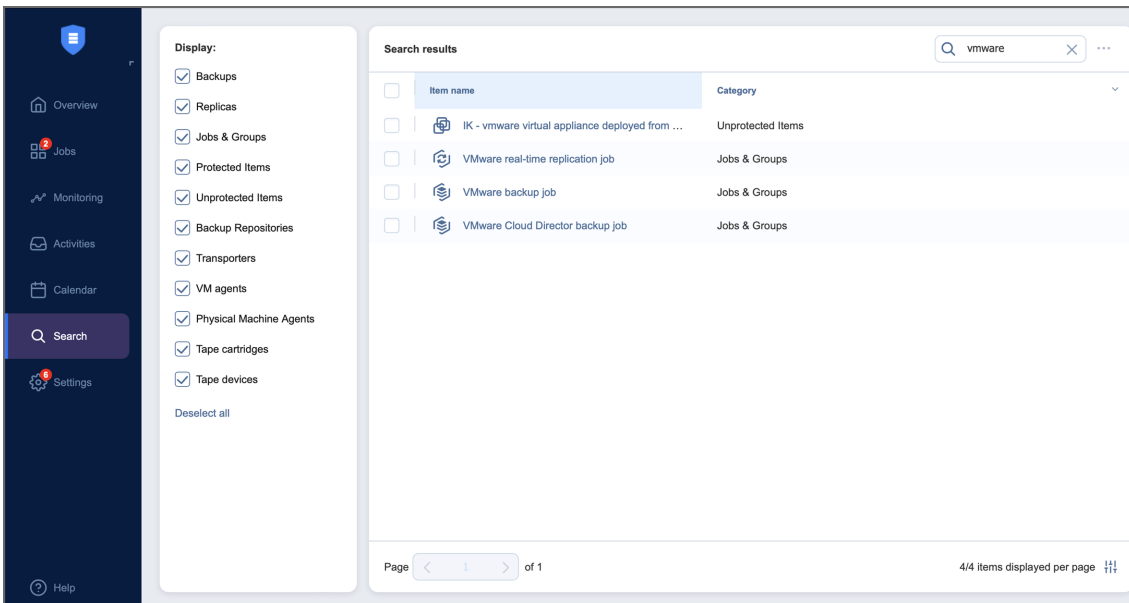 Overview
2
Jobs
Monitoring
Activities
Calendar
Search
6
Settings
Help
Display:
Backups
Replicas
Jobs & Groups
Protected Items
Unprotected Items
Backup Repositories
Transporters
VM agents
Physical Machine Agents
Tape cartridges
Tape devices
Deselect all
Search results
vmware
...
Item name Category
IK - vmware virtual appliance deployed from ... Unprotected Items
VMware real-time replication job Jobs & Groups
VMware backup job Jobs & Groups
VMware Cloud Director backup job Jobs & Groups
Page 1 of 1
4/4 items displayed per page